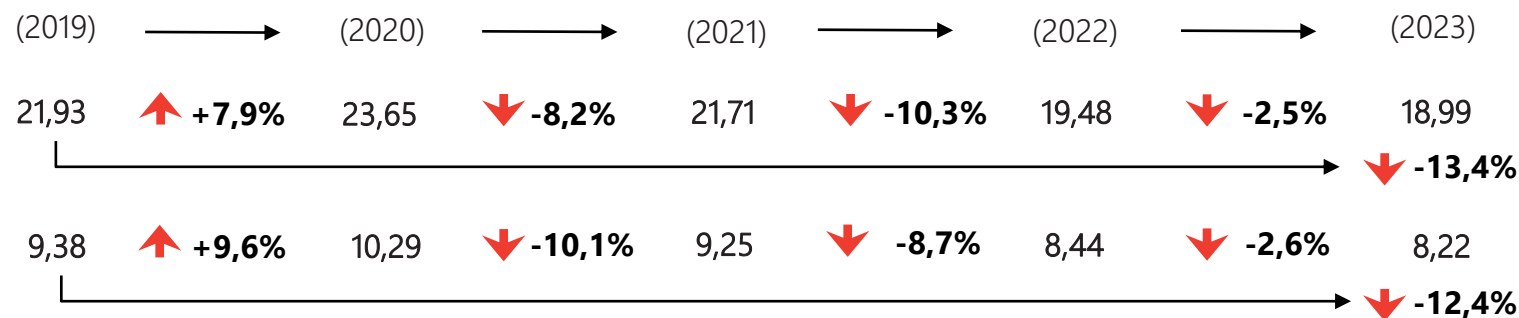 (2019) (2020) (2021) (2022) (2023)
21,93 +7,9% 23,65 -8,2% 21,71 -10,3% 19,48 -2,5% 18,99
-13,4%
9,38 +9,6% 10,29 -10,1% 9,25 -8,7% 8,44 -2,6% 8,22
-12,4%